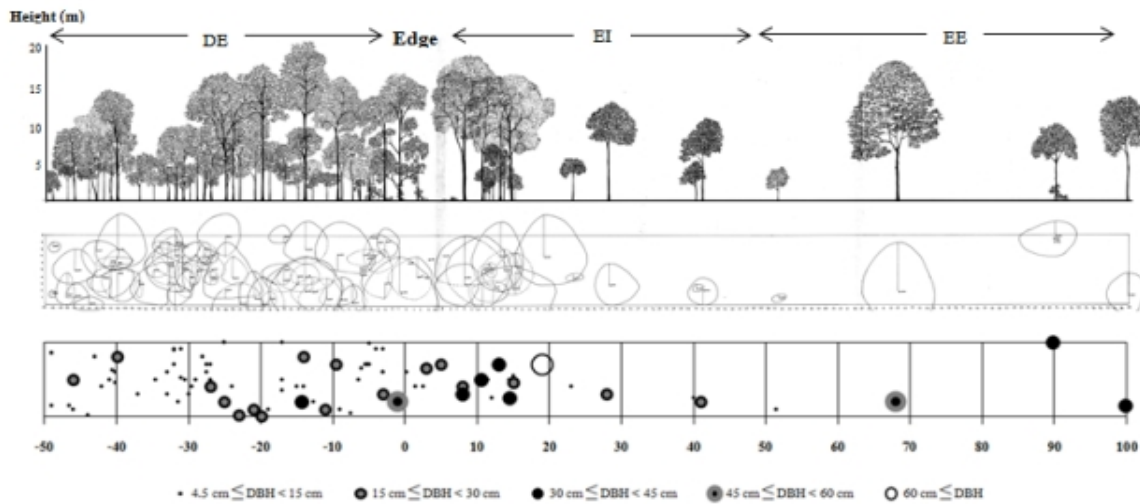 Height (m)
DE Edge EI EE
20
15
10
5
-50 -40 -30 -20 -10 0 10 20 30 40 50 60 70 80 90 100
4.5 cm ≦ DBH < 15 cm 15 cm ≦ DBH < 30 cm 30 cm ≦ DBH < 45 cm 45 cm ≦ DBH < 60 cm 60 cm ≦ DBH